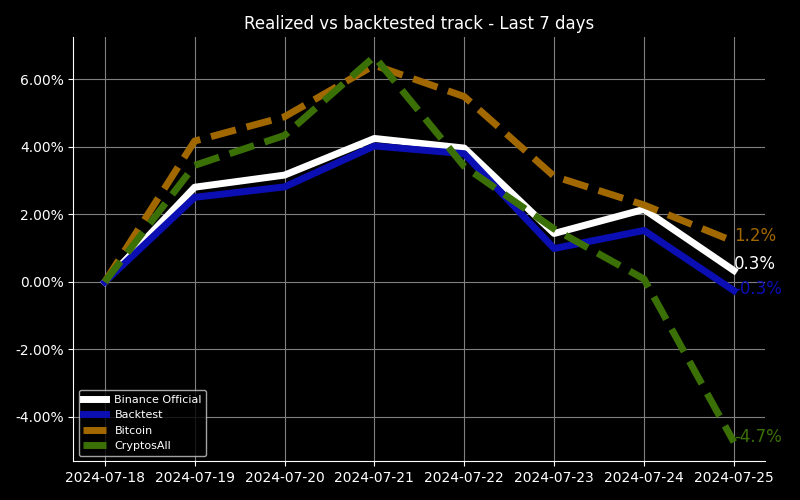 Realized vs backtested track - Last 7 days
6.00%
4.00%
2.00%
0.00%
-2.00%
-4.00%
1.2%
0.3%
-0.3%
-4.7%
Binance Official
Backtest
Bitcoin
CryptosAll
2024-07-18 2024-07-19 2024-07-20 2024-07-21 2024-07-22 2024-07-23 2024-07-24 2024-07-25